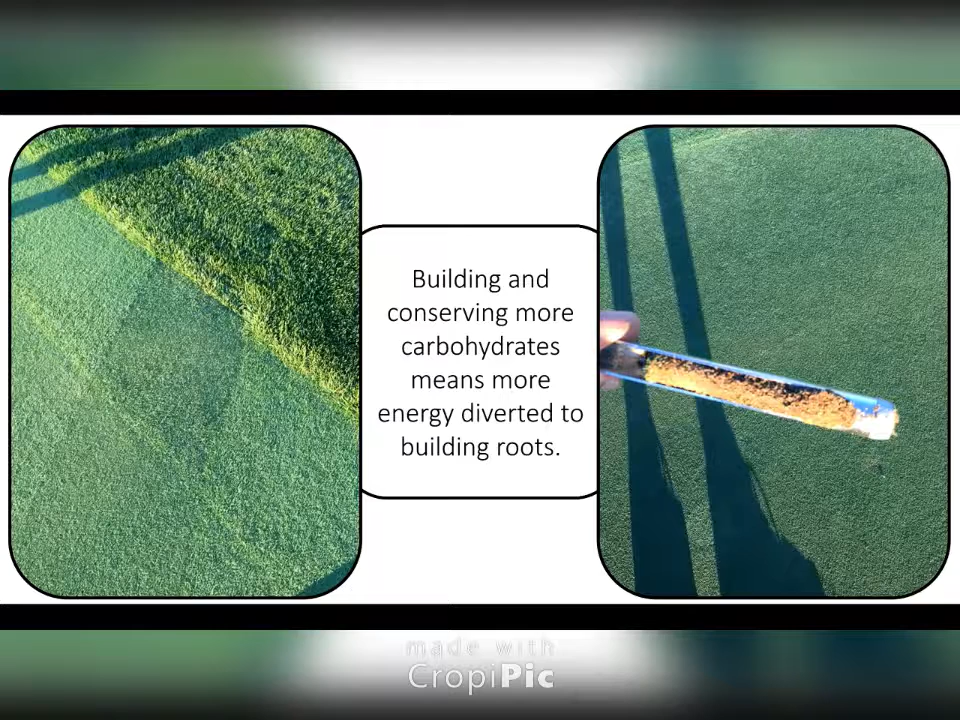 Building and
conserving more
carbohydrates
means more
energy diverted to
building roots.
made with
CropiPic